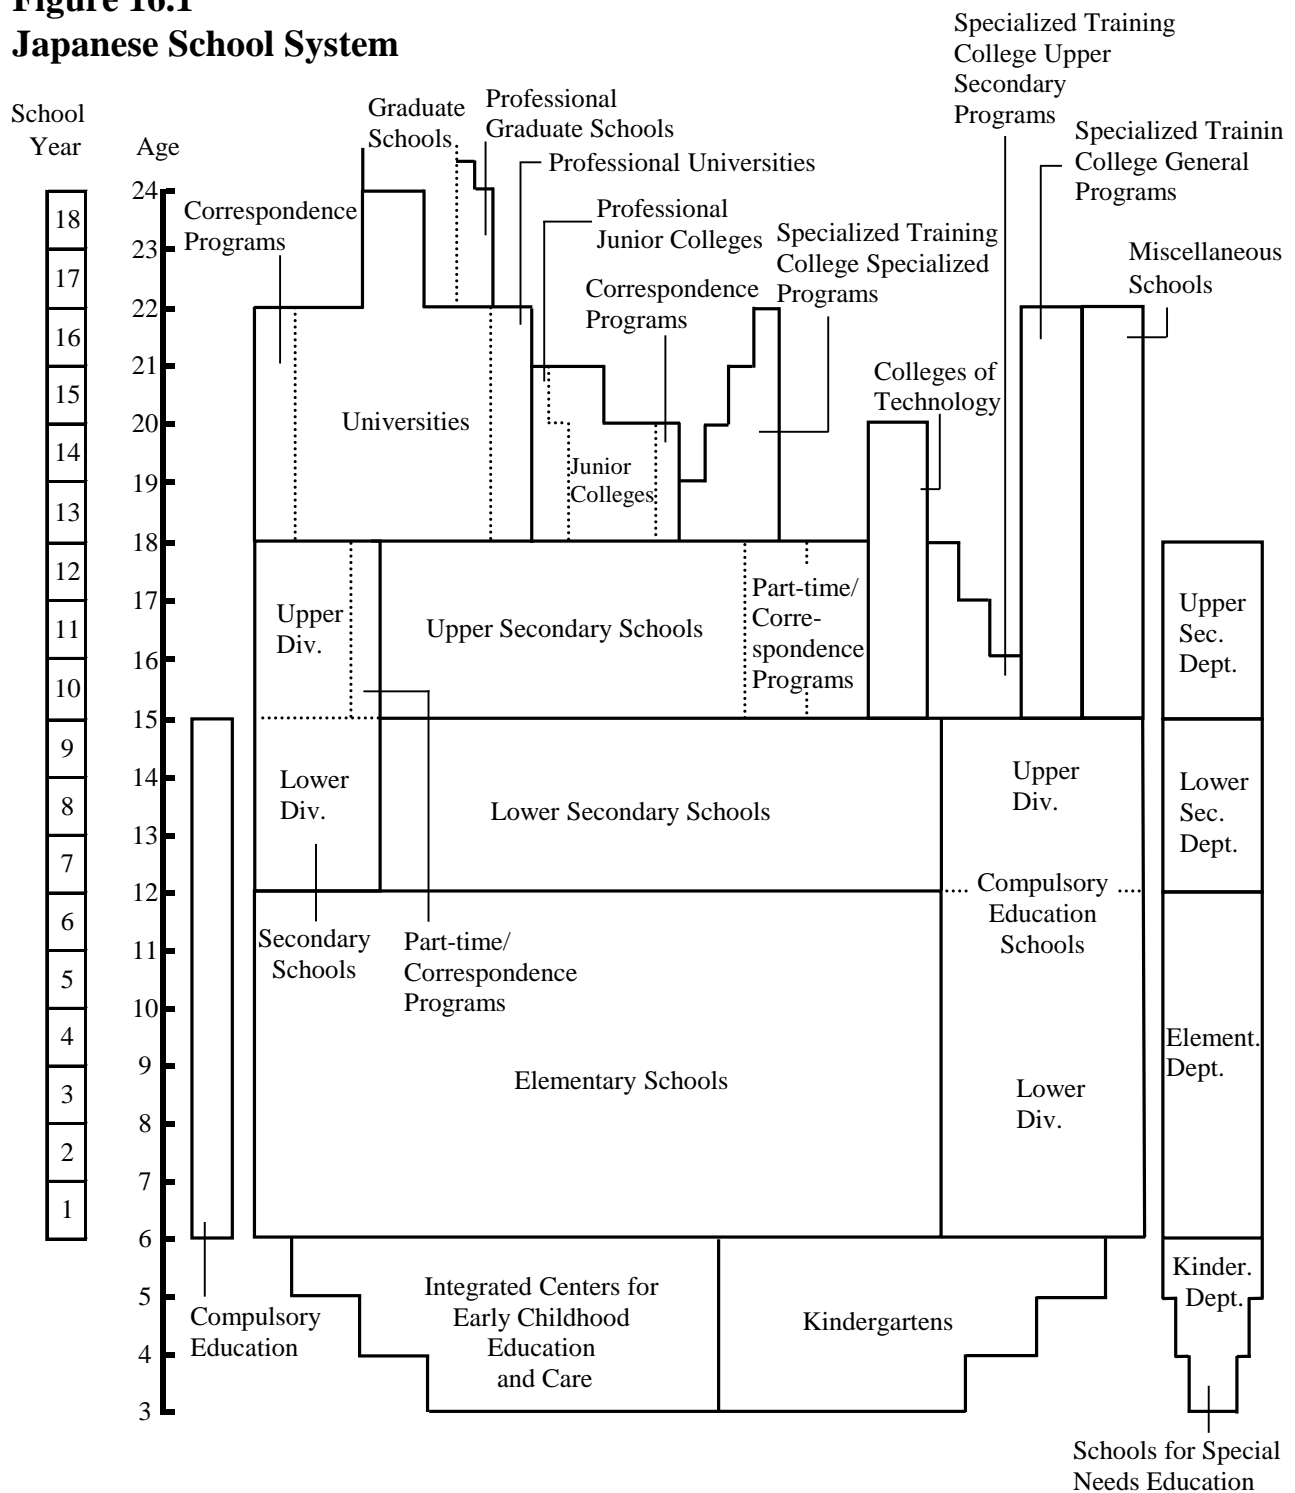 Figure 16.1
Japanese School System
School
Year
Age
Graduate
Schools
Professional
Graduate Schools
Professional Universities
Specialized Training
College Upper
Secondary
Programs
Specialized Trainin
College General
Programs
Correspondence
Programs
Professional
Junior Colleges
Correspondence
Programs
Specialized Training
College Specialized
Programs
Miscellaneous
Schools
Colleges of
Technology
Universities
Junior
Colleges
18
17
16
15
14
13
12
11
10
9
8
7
6
5
4
3
2
1
24
23
22
21
20
19
18
17
16
15
14
13
12
11
10
9
8
7
6
5
4
3
Upper
Div.
Upper Secondary Schools
Part-time/
Corre-
spondence
Programs
Upper
Sec.
Dept.
Lower
Div.
Lower Secondary Schools
Upper
Div.
Lower
Sec.
Dept.
Compulsory
Education
Schools
Secondary
Schools
Part-time/
Correspondence
Programs
Elementary Schools
Lower
Div.
Element.
Dept.
Compulsory
Education
Integrated Centers for
Early Childhood
Education
and Care
Kindergartens
Kinder.
Dept.
Schools for Special
Needs Education